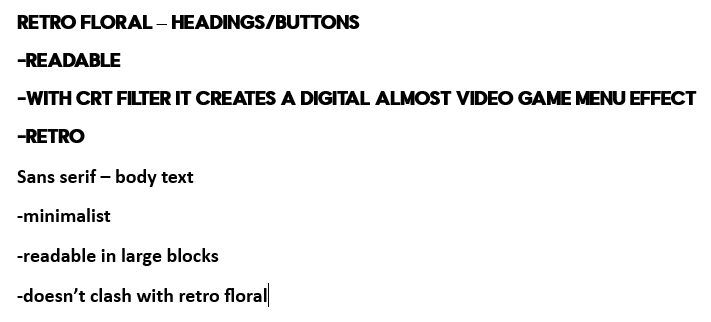 RETRO FLORAL – HEADINGS/BUTTONS
-READABLE
-WITH CRT FILTER IT CREATES A DIGITAL ALMOST VIDEO GAME MENU EFFECT
-RETRO
Sans serif – body text
-minimalist
-readable in large blocks
-doesn’t clash with retro floral